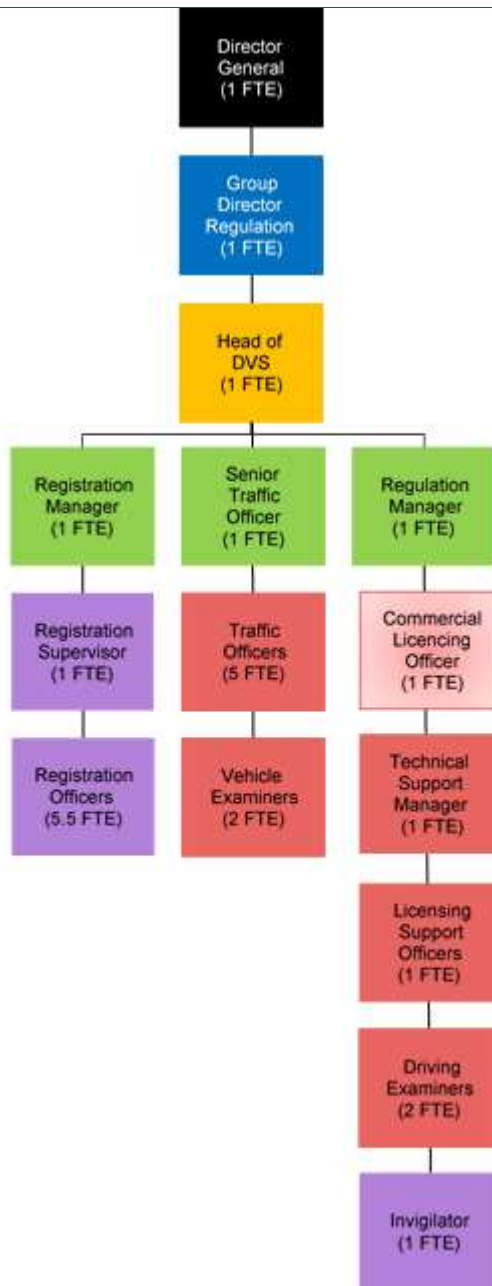 Director
General
(1 FTE)
Group
Director
Regulation
(1 FTE)
Head of
DVS
(1 FTE)
Registration
Manager
(1 FTE)
Senior
Traffic
Officer
(1 FTE)
Regulation
Manager
(1 FTE)
Registration
Supervisor
(1 FTE)
Traffic
Officers
(5 FTE)
Commercial
Licencing
Officer
(1 FTE)
Registration
Officers
(5.5 FTE)
Vehicle
Examiners
(2 FTE)
Technical
Support
Manager
(1 FTE)
Licensing
Support
Officers
(1 FTE)
Driving
Examiners
(2 FTE)
Invigilator
(1 FTE)